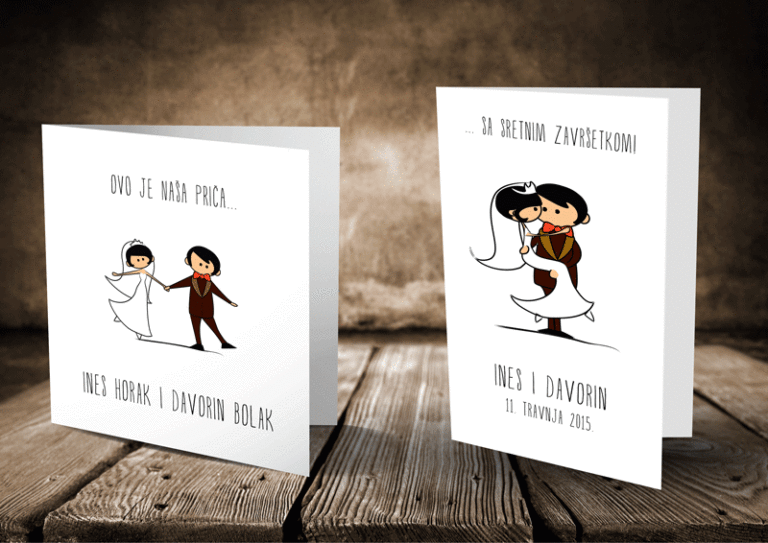 OVO JE NAŠA PRIČA...
INES HORAK I DAVORIN BOLAK
... SA SRETNIM ZAVRŠETKOM!
INES I DAVORIN
11. TRAVNJA 2015.